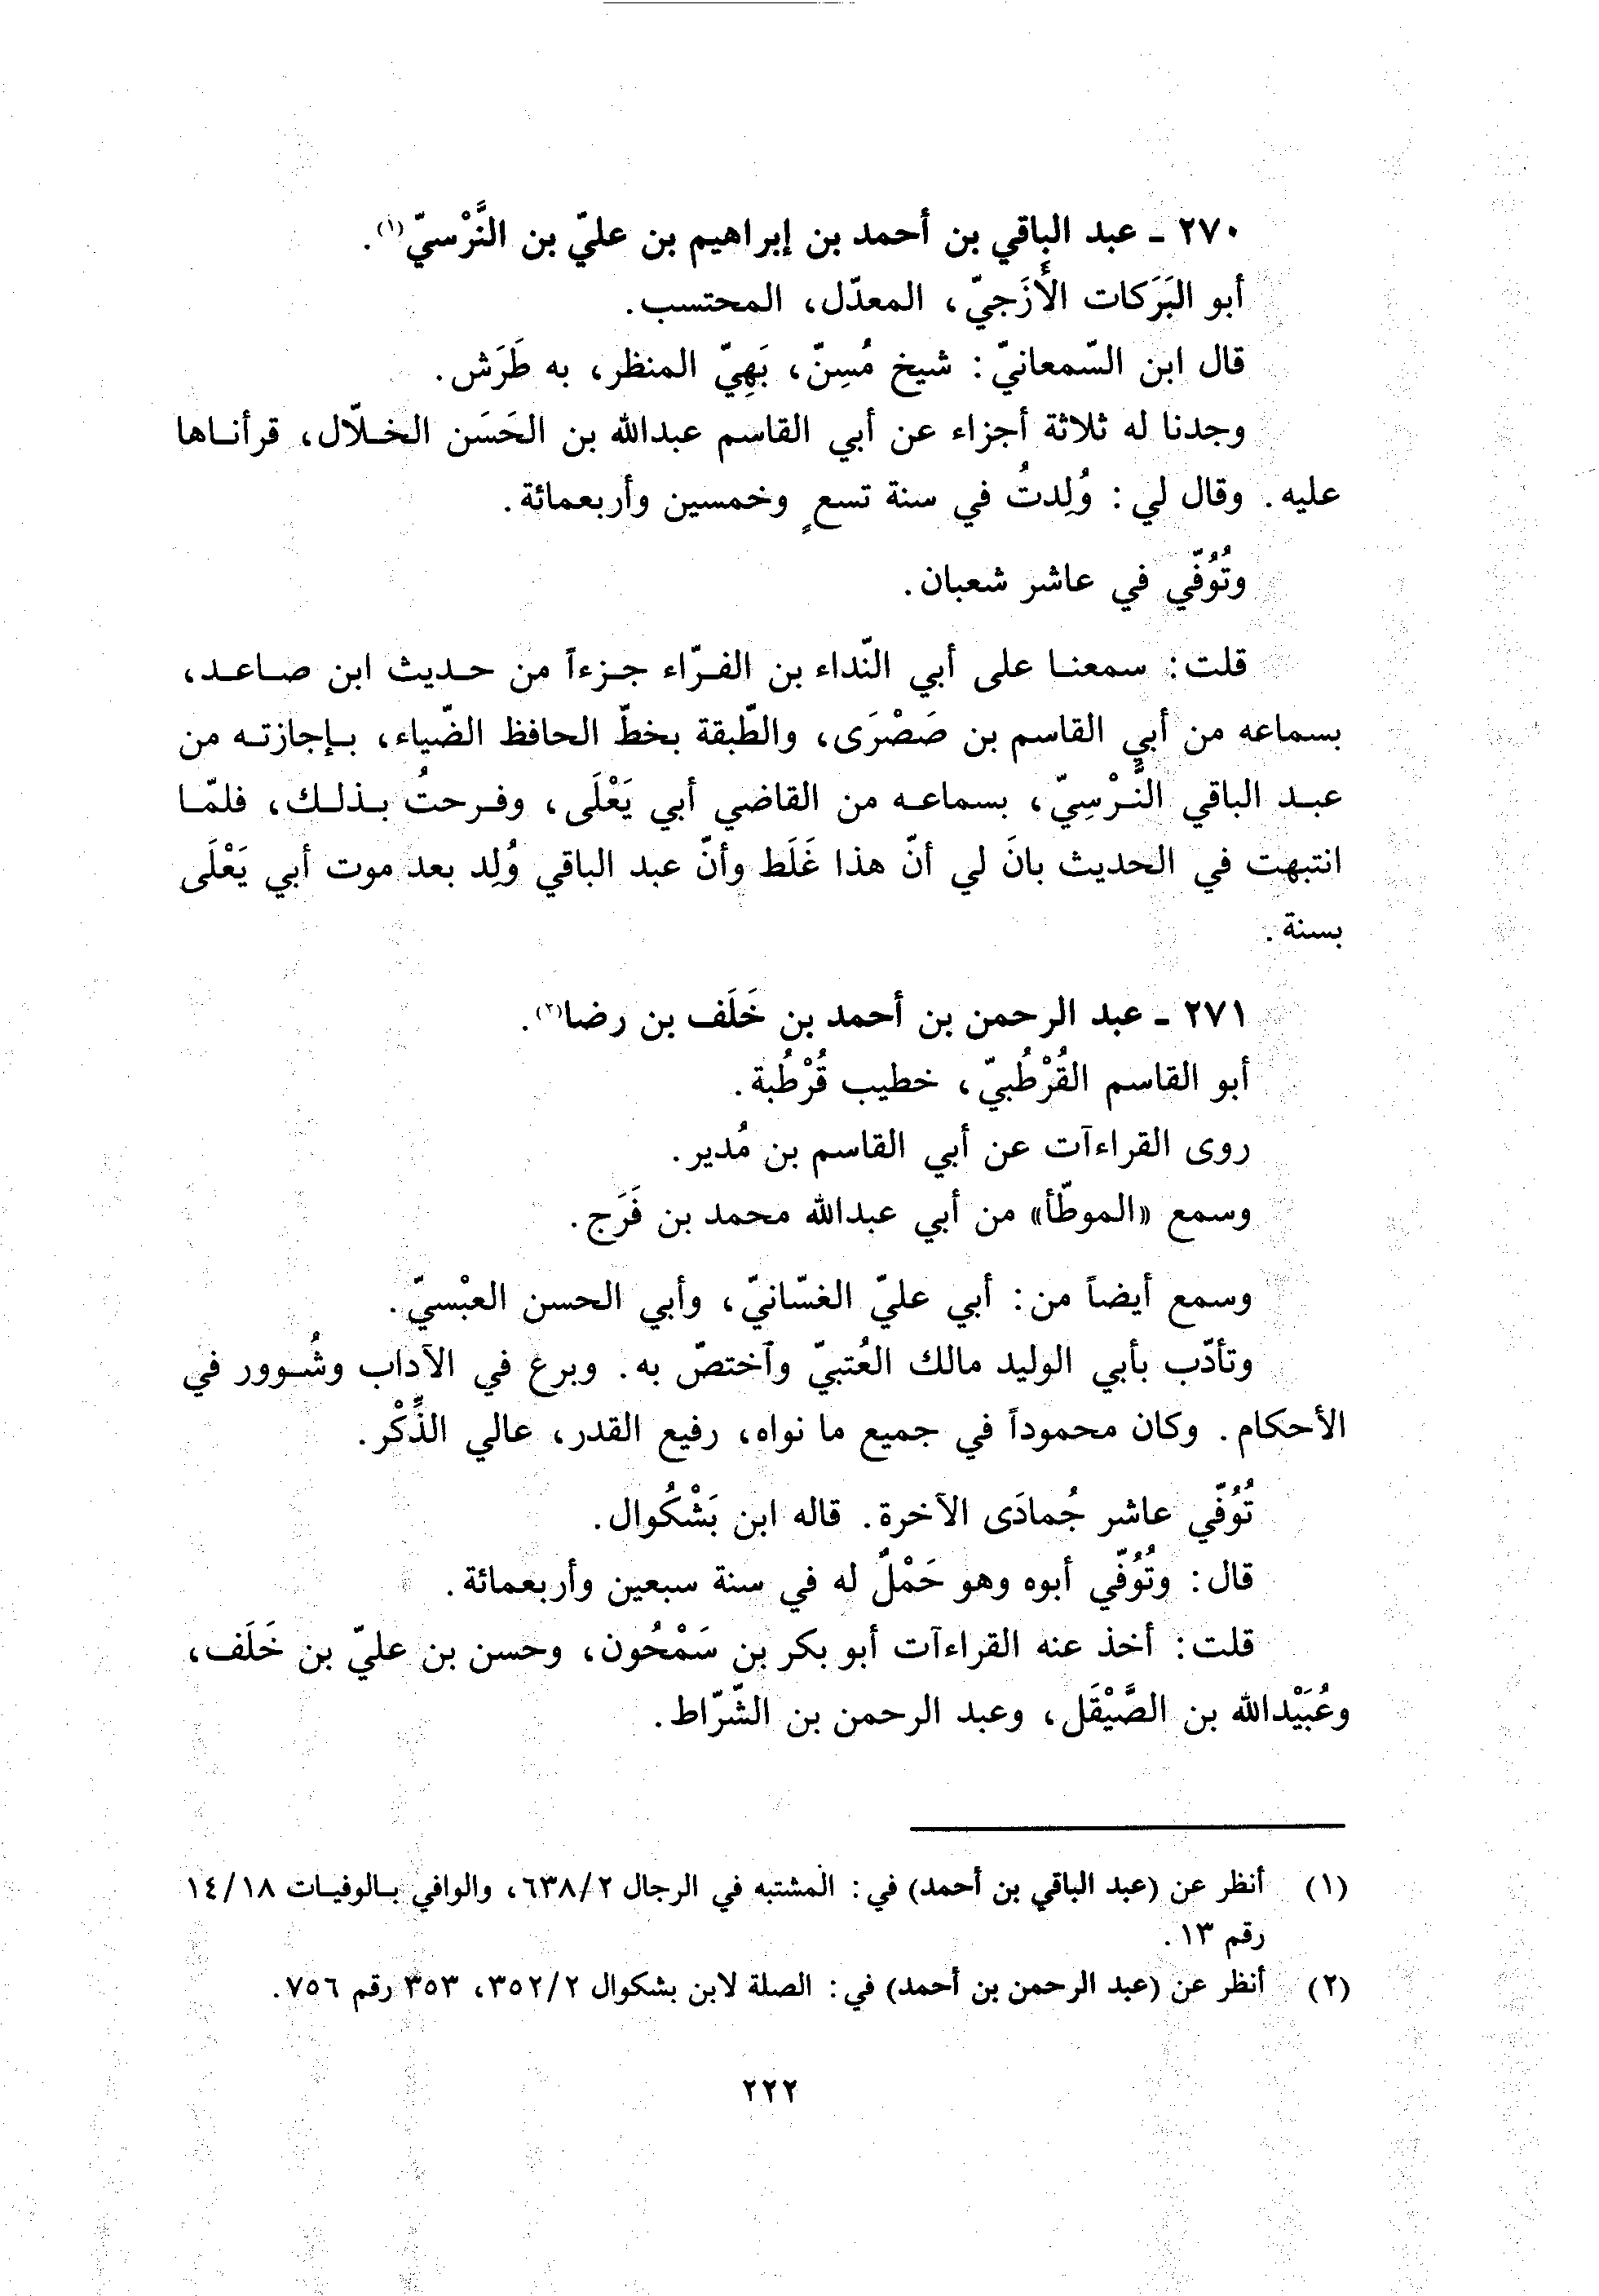 ٢٧٠ ـ عبد الباقي بن أحمد بن إبراهيم بن عليّ بن النَّرْسيّ(١).
أبو البَرَكات الأَزَجيّ، المعدّل، المحتسب.
قال ابن السّمعانيّ: شيخ مُسِنّ، بَهِيّ المنظر، به طَرَش.
وجدنا له ثلاثة أجزاء عن أبي القاسم عبدالله بن الحَسَن الخلّال، قرأناها
عليه. وقال لي: وُلِدتُ في سنة تسعٍ وخمسين وأربعمائة.
وتُوُفّي في عاشر شعبان.
قلت: سمعنا على أبي النّداء بن الفرّاء جزءاً من حديث ابن صاعد،
بسماعه من أبي القاسم بن صَصْرَى، والطّبقة بخطّ الحافظ الضّياء، بإجازته من
عبد الباقي النَّرْسِيّ، بسماعه من القاضي أبي يَعْلَى، وفرحتُ بذلك، فلمّا
انتبهت في الحديث بانَ لي أنّ هذا غَلَط وأنّ عبد الباقي وُلِد بعد موت أبي يَعْلَى
بسنة.
٢٧١ ـ عبد الرحمن بن أحمد بن خَلَف بن رضا(٢).
أبو القاسم القُرْطُبيّ، خطيب قُرْطُبة.
روى القراءآت عن أبي القاسم بن مُدير.
وسمع «الموطّأ» من أبي عبدالله محمد بن فَرَج.
وسمع أيضاً من: أبي عليّ الغسّانيّ، وأبي الحسن العبْسيّ.
وتأدّب بأبي الوليد مالك العُتبيّ وٱختصّ به. وبرع في الآداب وشُوور في
الأحكام. وكان محموداً في جميع ما نواه، رفيع القدر، عالي الذِّكْر.
تُوُفّي عاشر جُمادَى الآخرة. قاله ابن بَشْكُوال.
قال: وتُوُفّي أبوه وهو حَمْلٌ له في سنة سبعين وأربعمائة.
قلت: أخذ عنه القراءآت أبو بكر بن سَمْحُون، وحسن بن عليّ بن خَلَف،
وعُبَيْدالله بن الصَّيْقَل، وعبد الرحمن بن الشّرّاط.
(١) أنظر عن (عبد الباقي بن أحمد) في: المشتبه في الرجال ٦٣٨/٢، والوافي بالوفيات ١٤/١٨
رقم ١٣.
(٢) أنظر عن (عبد الرحمن بن أحمد) في: الصلة لابن بشكوال ٣٥٢/٢، ٣٥٣ رقم ٧٥٦.
٢٢٢